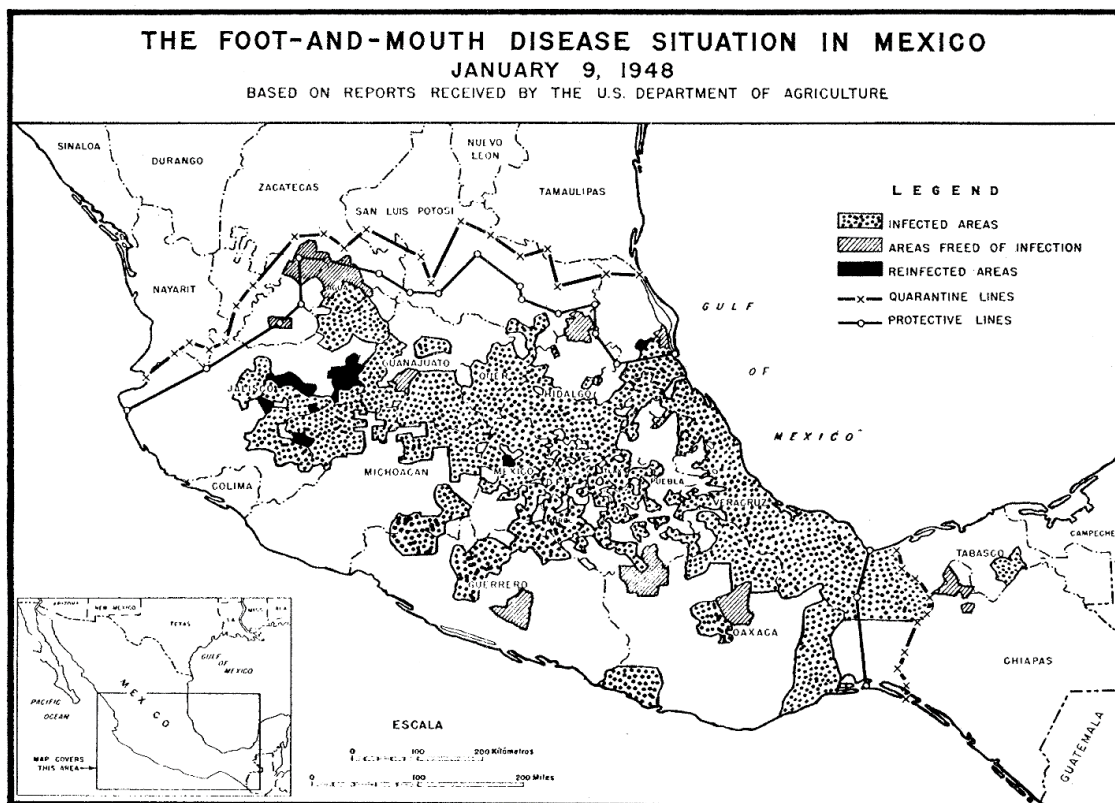 THE FOOT-AND-MOUTH DISEASE SITUATION IN MEXICO
JANUARY 9, 1948
BASED ON REPORTS RECEIVED BY THE U.S. DEPARTMENT OF AGRICULTURE
SINALOA
DURANGO
ZACATECAS
NUEVO
LEON
SAN LUIS POTOSI
TAMAULIPAS
NAYARIT
LEGEND
INFECTED AREAS
AREAS FREED OF INFECTION
REINFECTED AREAS
QUARANTINE LINES
PROTECTIVE LINES
GULF
OF
MEXICO
JALISCO
GUANAJUATO
HIDALGO
MICHOACAN
COLIMA
MEXICO
PUEBLA
VERACRUZ
GUERRERO
OAXACA
TABASCO
CAMPECHE
CHIAPAS
GUATEMALA
ARIZONA
NEW MEXICO
TEXAS
LA.
MISS
ALA
GULF
OF
MEXICO
MEXICO
PACIFIC
OCEAN
MAP COVERS
THIS AREA
ESCALA
0 100 200 Kilómetros
0 100 200 Miles